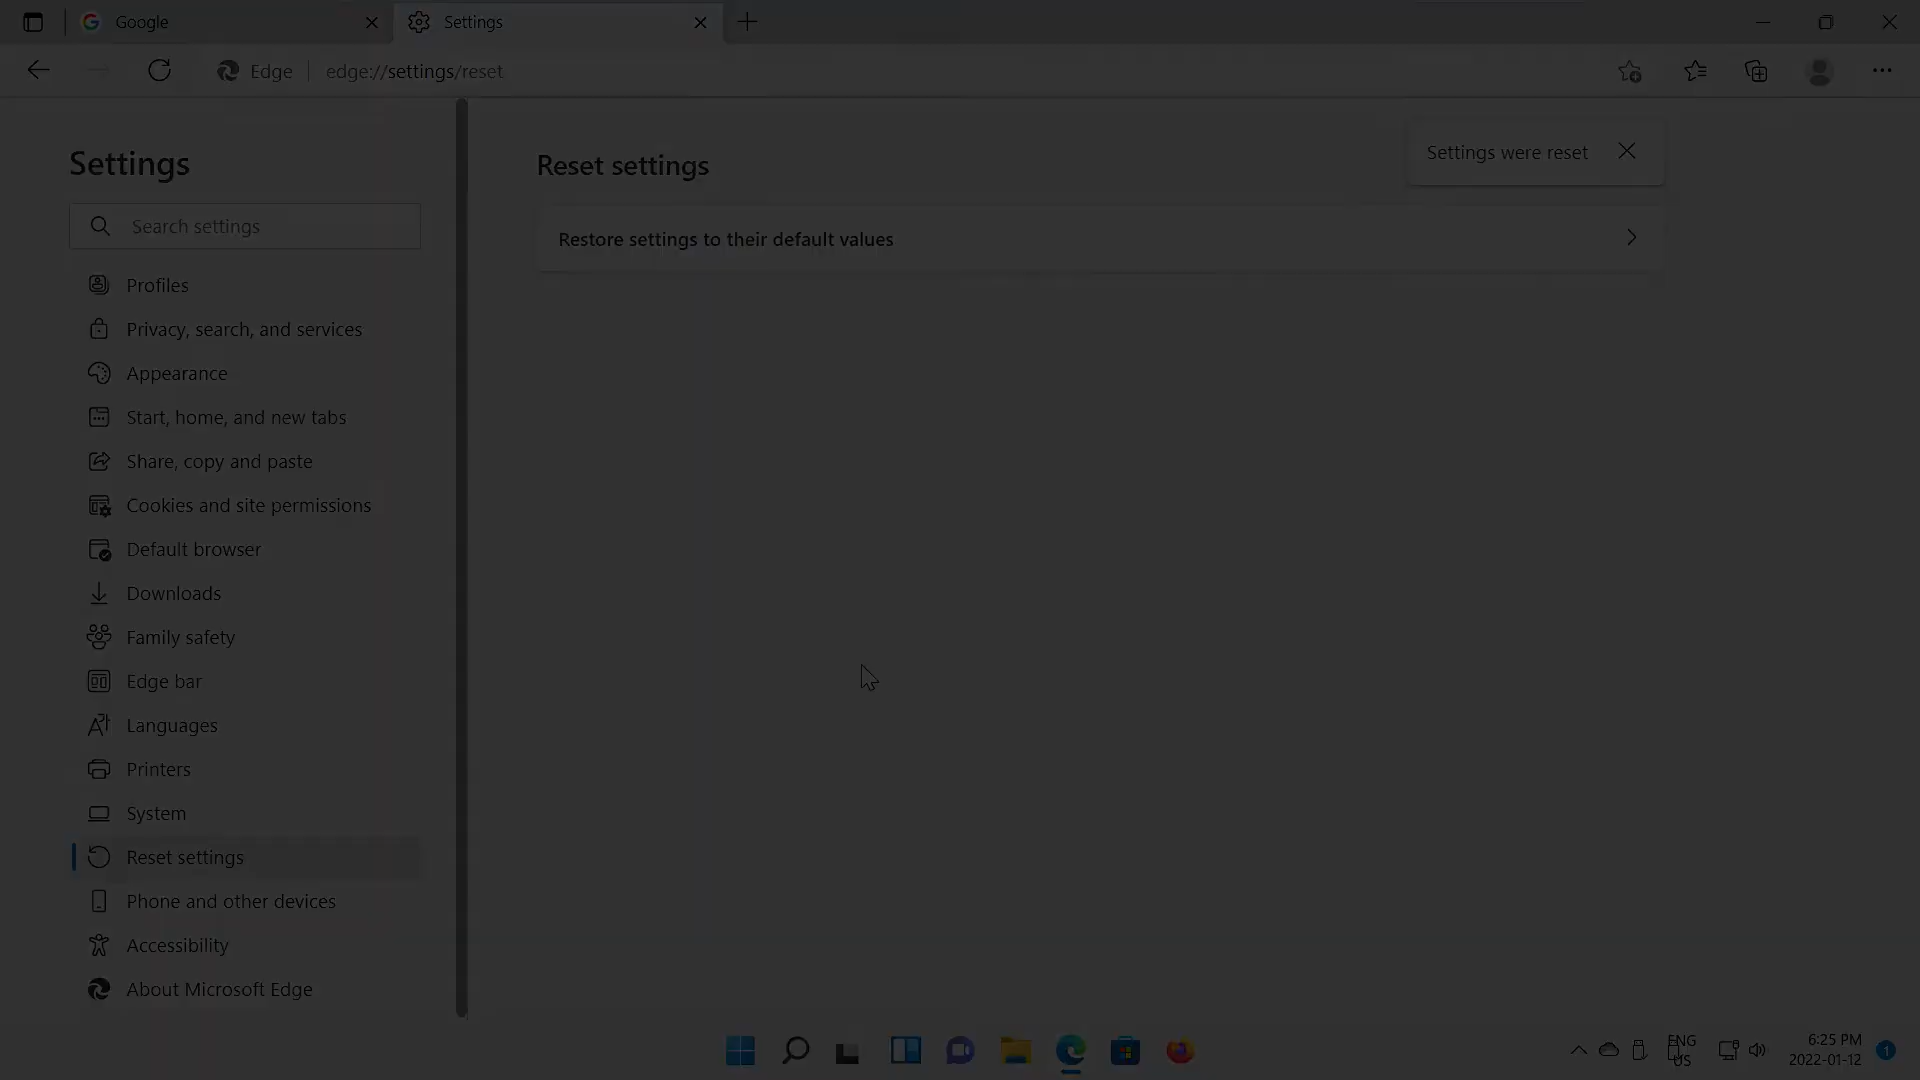 Google
Settings
Edge
edge://settings/reset
Settings
Search settings
Profiles
Privacy, search, and services
Appearance
Start, home, and new tabs
Share, copy and paste
Cookies and site permissions
Default browser
Downloads
Family safety
Edge bar
Languages
Printers
System
Reset settings
Phone and other devices
Accessibility
About Microsoft Edge
Reset settings
Settings were reset
Restore settings to their default values
ENG
US
6:25 PM
2022-01-12
1